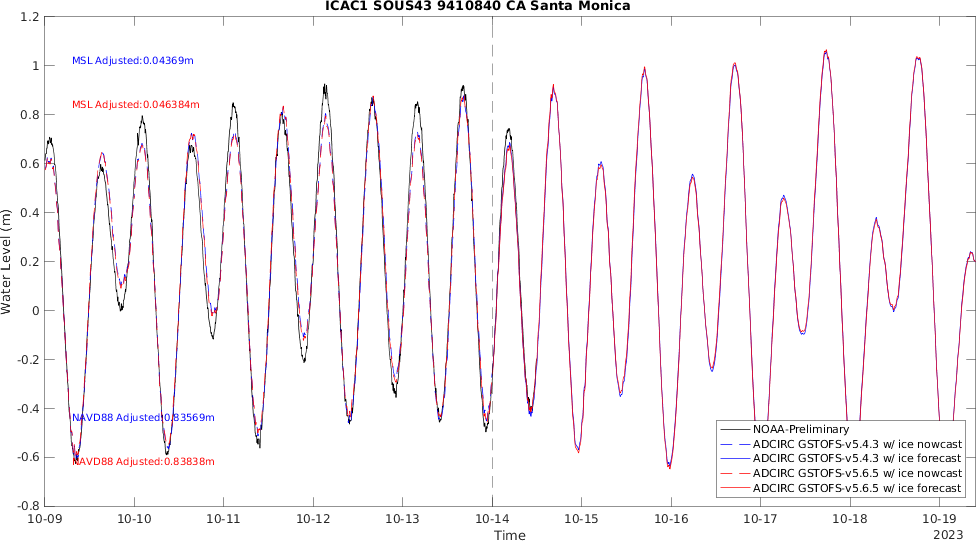 ICAC1 SOUS43 9410840 CA Santa Monica
1.2
1
0.8
0.6
0.4
0.2
0
-0.2
-0.4
-0.6
-0.8
Water Level (m)
MSL Adjusted:0.04369m
MSL Adjusted:0.046384m
NAVD88 Adjusted:0.83569m
NAVD88 Adjusted:0.83838m
NOAA-Preliminary
ADCIRC GSTOFS-v5.4.3 w/ ice nowcast
ADCIRC GSTOFS-v5.4.3 w/ ice forecast
ADCIRC GSTOFS-v5.6.5 w/ ice nowcast
ADCIRC GSTOFS-v5.6.5 w/ ice forecast
10-09 10-10 10-11 10-12 10-13 10-14 10-15 10-16 10-17 10-18 10-19
Time
2023